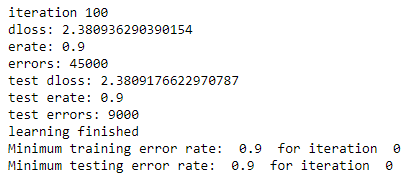 iteration 100
dloss: 2.380936290390154
erate: 0.9
errors: 45000
test dloss: 2.3809176622970787
test erate: 0.9
test errors: 9000
learning finished
Minimum training error rate:  0.9  for iteration  0
Minimum testing error rate:  0.9  for iteration  0